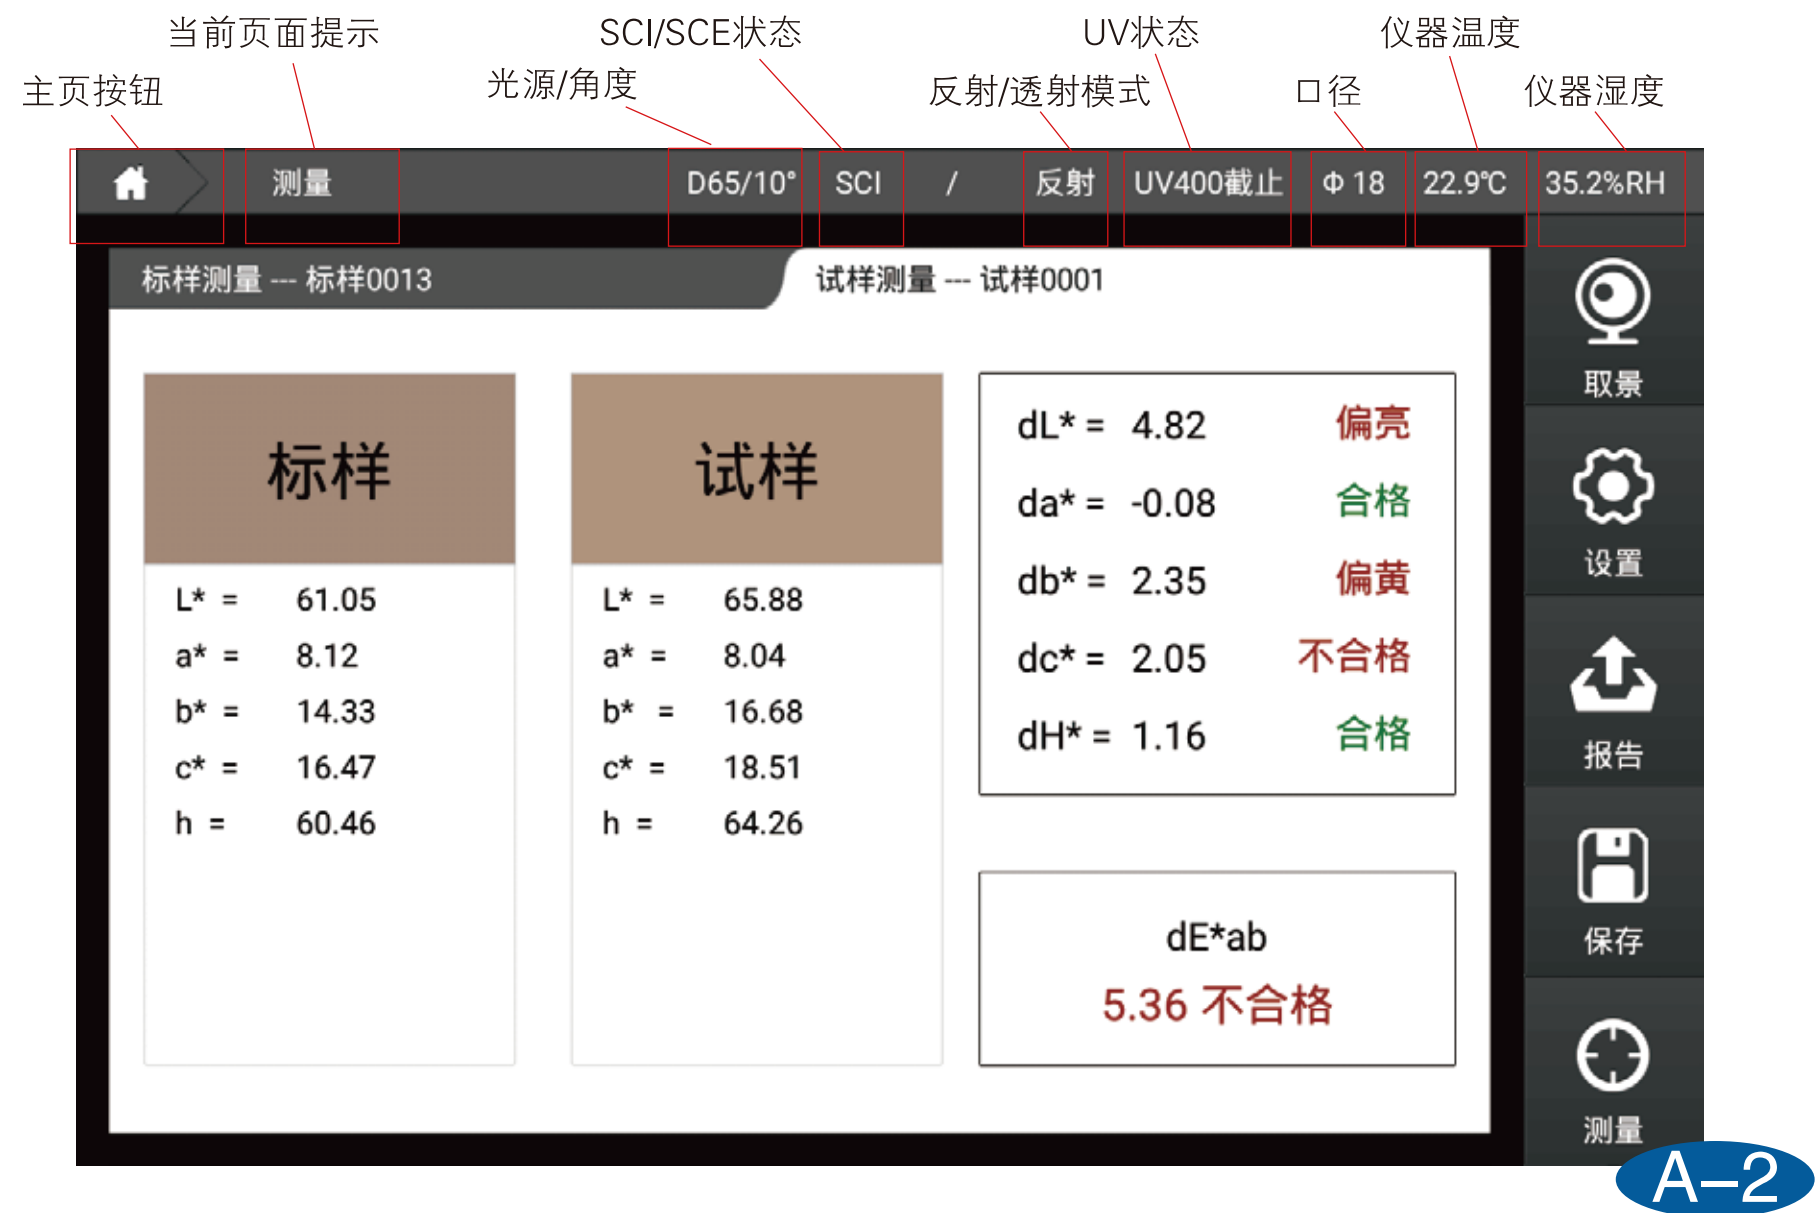 当前页面提示
SCI/SCE状态
UV状态
仪器温度
主页按钮
光源/角度
反射/透射模式
口径
仪器湿度
测量
D65/10°
SCI
/
反射
UV400截止
Φ 18
22.9℃
35.2%RH
标样测量 --- 标样0013
试样测量 --- 试样0001
标样
L* = 61.05
a* = 8.12
b* = 14.33
c* = 16.47
h = 60.46
试样
L* = 65.88
a* = 8.04
b* = 16.68
c* = 18.51
h = 64.26
dL* = 4.82 偏亮
da* = -0.08 合格
db* = 2.35 偏黄
dc* = 2.05 不合格
dH* = 1.16 合格
dE*ab
5.36 不合格
取景
设置
报告
保存
测量
A-2